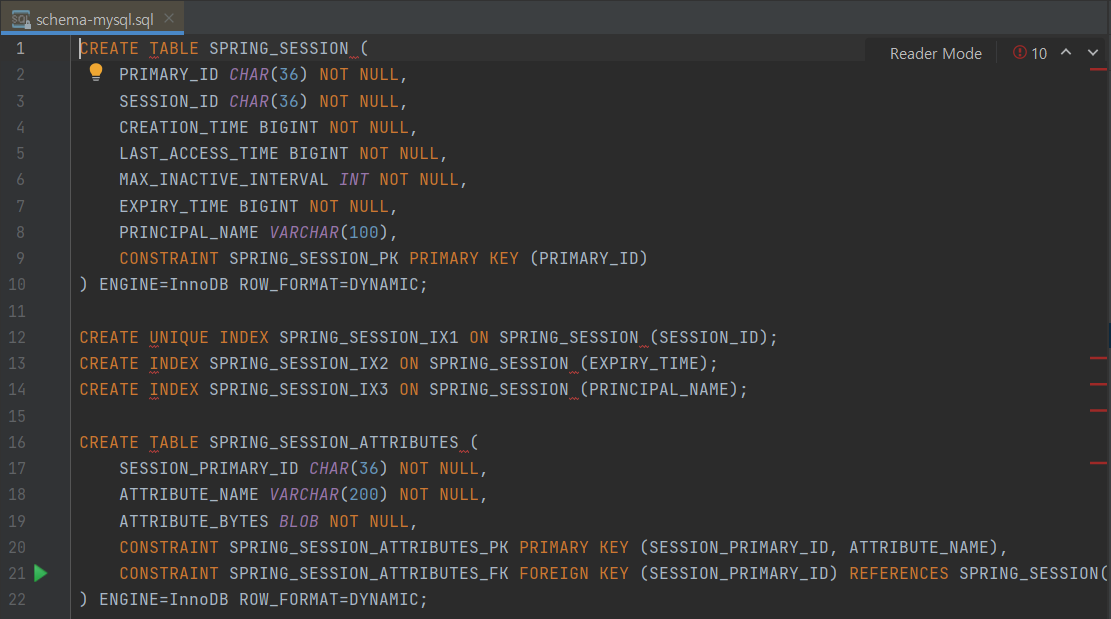 schema-mysql.sql
Reader Mode
10
1 CREATE TABLE SPRING_SESSION (
2 PRIMARY_ID CHAR(36) NOT NULL,
3 SESSION_ID CHAR(36) NOT NULL,
4 CREATION_TIME BIGINT NOT NULL,
5 LAST_ACCESS_TIME BIGINT NOT NULL,
6 MAX_INACTIVE_INTERVAL INT NOT NULL,
7 EXPIRY_TIME BIGINT NOT NULL,
8 PRINCIPAL_NAME VARCHAR(100),
9 CONSTRAINT SPRING_SESSION_PK PRIMARY KEY (PRIMARY_ID)
10 ) ENGINE=InnoDB ROW_FORMAT=DYNAMIC;
11
12 CREATE UNIQUE INDEX SPRING_SESSION_IX1 ON SPRING_SESSION (SESSION_ID);
13 CREATE INDEX SPRING_SESSION_IX2 ON SPRING_SESSION (EXPIRY_TIME);
14 CREATE INDEX SPRING_SESSION_IX3 ON SPRING_SESSION (PRINCIPAL_NAME);
15
16 CREATE TABLE SPRING_SESSION_ATTRIBUTES (
17 SESSION_PRIMARY_ID CHAR(36) NOT NULL,
18 ATTRIBUTE_NAME VARCHAR(200) NOT NULL,
19 ATTRIBUTE_BYTES BLOB NOT NULL,
20 CONSTRAINT SPRING_SESSION_ATTRIBUTES_PK PRIMARY KEY (SESSION_PRIMARY_ID, ATTRIBUTE_NAME),
21 CONSTRAINT SPRING_SESSION_ATTRIBUTES_FK FOREIGN KEY (SESSION_PRIMARY_ID) REFERENCES SPRING_SESSION(
22 ) ENGINE=InnoDB ROW_FORMAT=DYNAMIC;